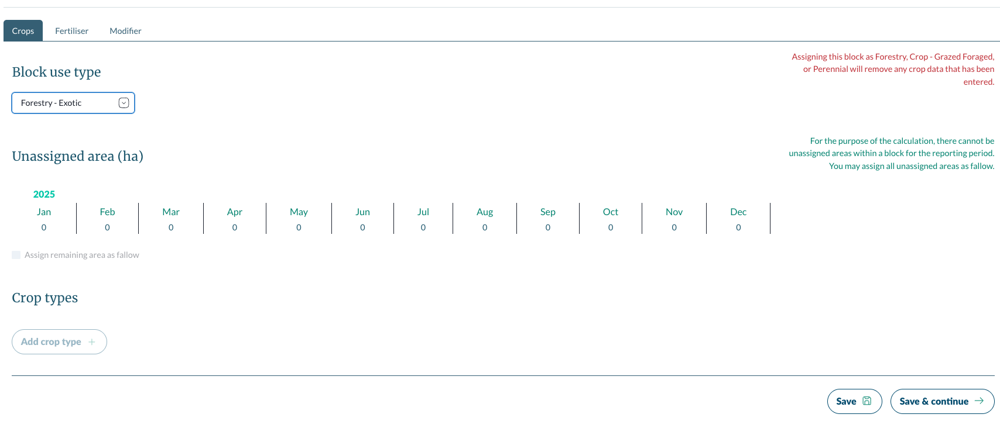 Crops Fertiliser Modifier
Block use type
Assigning this block as Forestry, Crop - Grazed Foraged,
or Perennial will remove any crop data that has been
entered.
Forestry - Exotic
Unassigned area (ha)
For the purpose of the calculation, there cannot be
unassigned areas within a block for the reporting period.
You may assign all unassigned areas as fallow.
2025
Jan Feb Mar Apr May Jun Jul Aug Sep Oct Nov Dec
0 0 0 0 0 0 0 0 0 0 0 0
Assign remaining area as fallow
Crop types
Add crop type +
Save Save & continue →